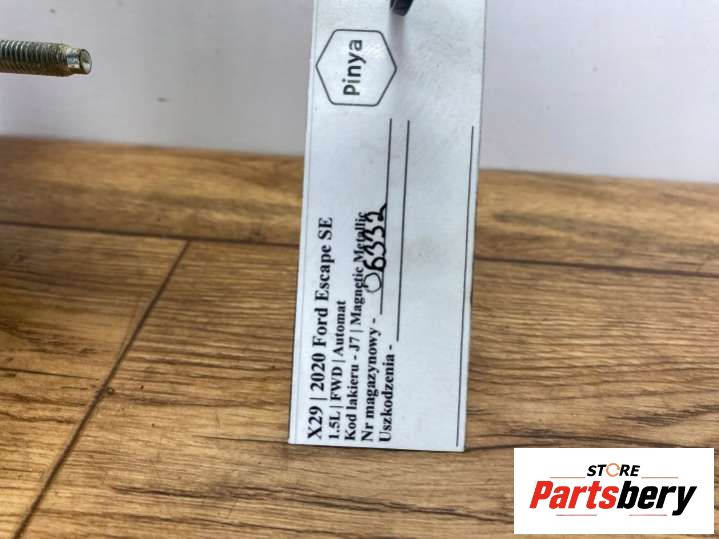 Pinya
X29 | 2020 Ford Escape SE
1.5L | FWD | Automat
Kod lakieru - J7 | Magnetic Metallic
Nr magazynowy - 06332
Uszkodzenia -
STORE
Partsbery